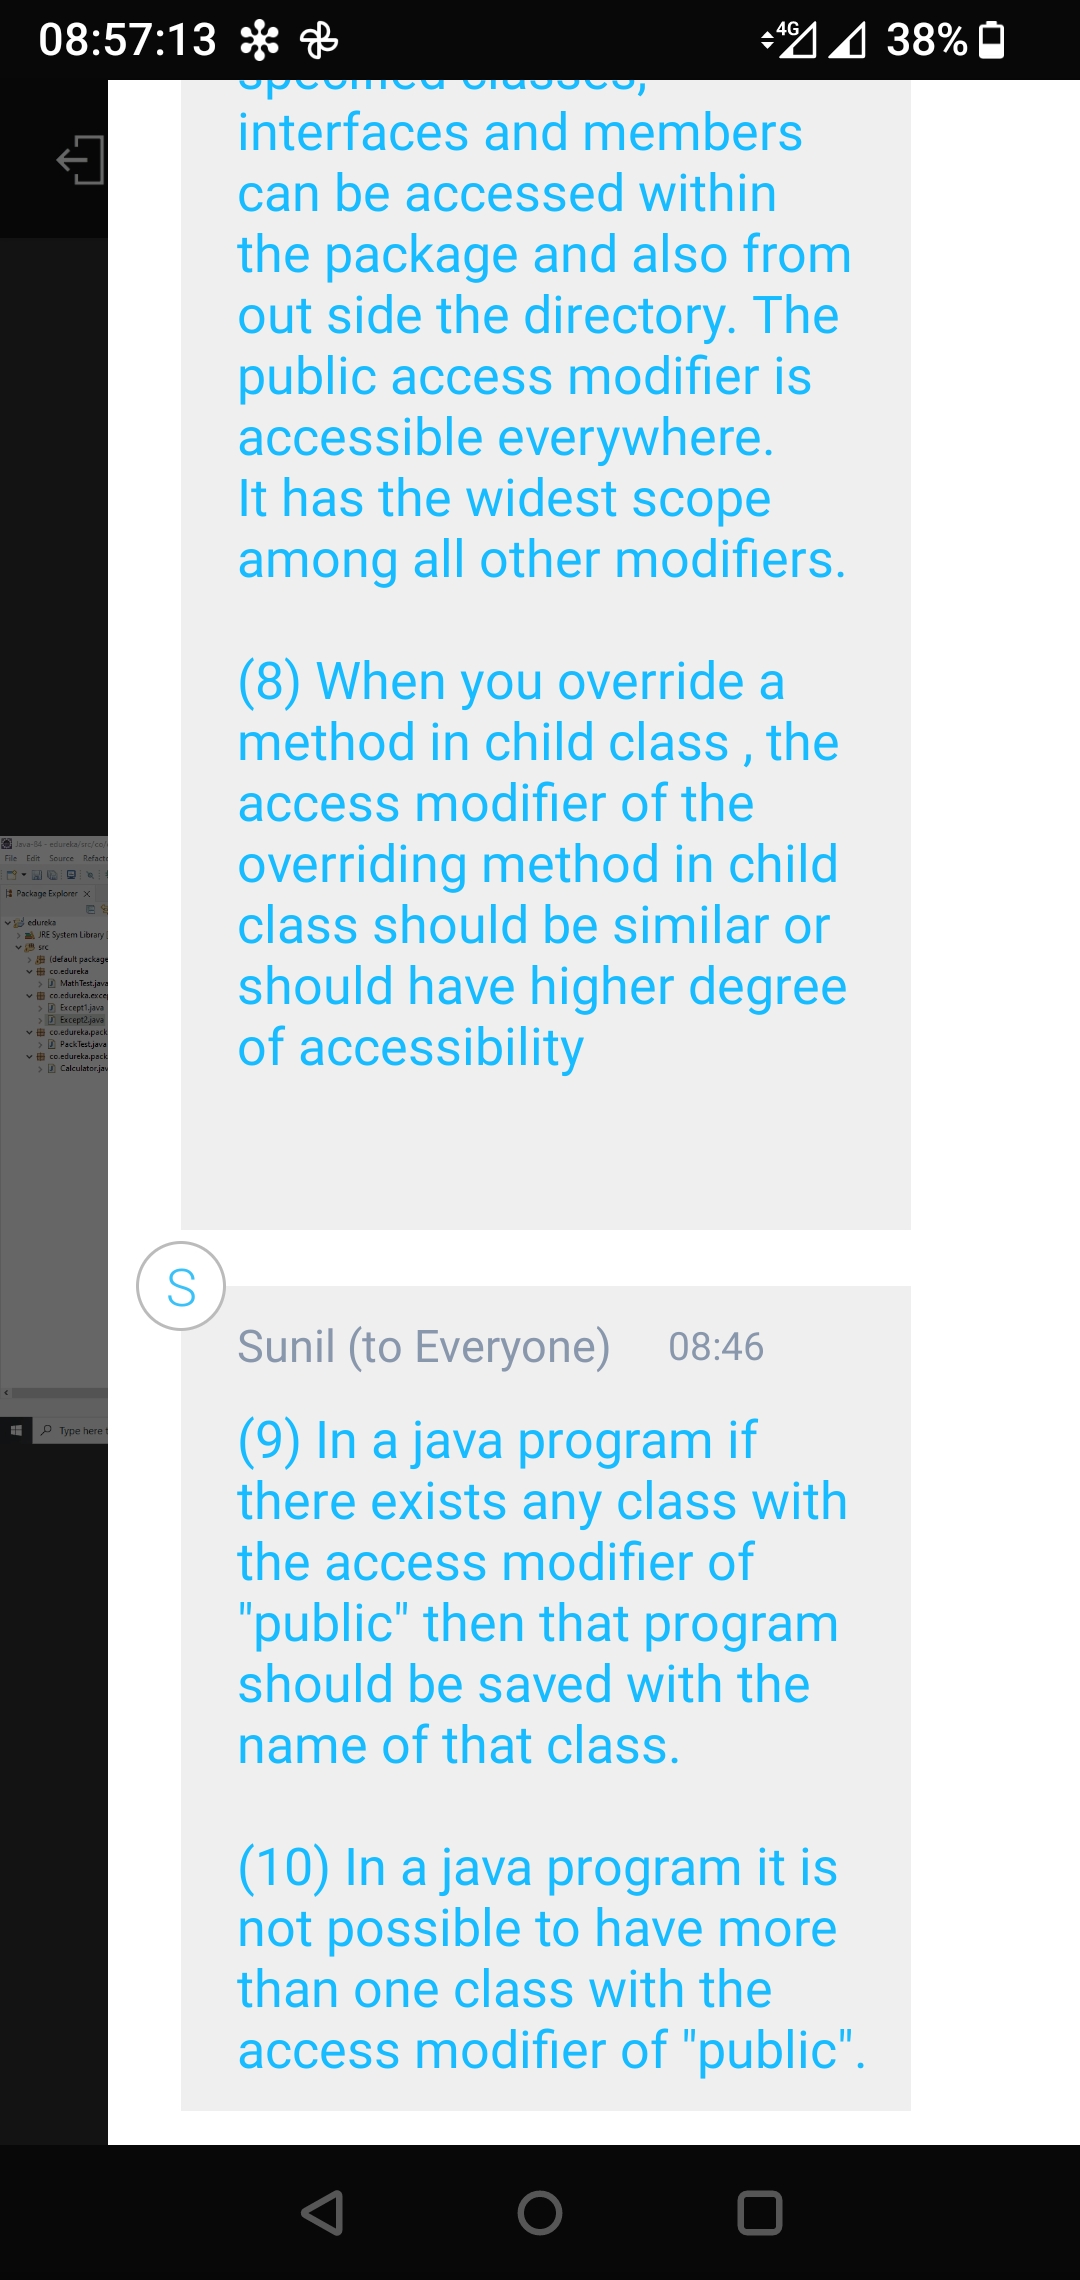 08:57:13
4G
38%
specified classes,
interfaces and members
can be accessed within
the package and also from
out side the directory. The
public access modifier is
accessible everywhere.
It has the widest scope
among all other modifiers.
(8) When you override a
method in child class , the
access modifier of the
overriding method in child
class should be similar or
should have higher degree
of accessibility
Java-84 - edureka/src/co/
File Edit Source Refacto
Package Explorer
edureka
JRE System Library
src
(default package
co.edureka
MathTest.java
co.edureka.exce
Except1.java
Except2.java
co.edureka.pack
PackTest.java
co.edureka.pack
Calculator.jav
Type here t
S
Sunil (to Everyone) 08:46
(9) In a java program if
there exists any class with
the access modifier of
"public" then that program
should be saved with the
name of that class.
(10) In a java program it is
not possible to have more
than one class with the
access modifier of "public".